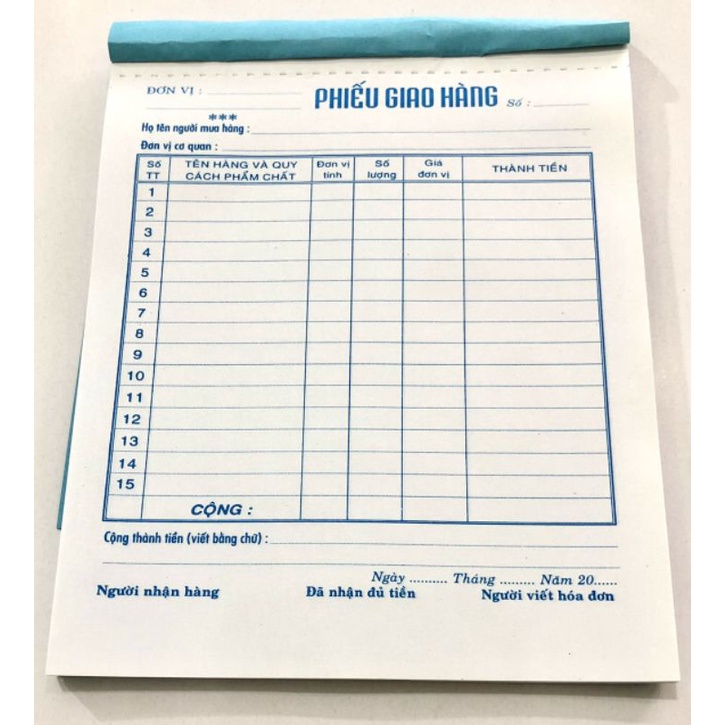 ĐƠN VỊ : PHIẾU GIAO HÀNG Số :
***
Họ tên người mua hàng :
Đơn vị cơ quan :
Số TT TÊN HÀNG VÀ QUY CÁCH PHẨM CHẤT Đơn vị tính Số lượng Giá đơn vị THÀNH TIỀN
1
2
3
4
5
6
7
8
9
10
11
12
13
14
15
CỘNG :
Cộng thành tiền (viết bằng chữ) :
Ngày .......... Tháng ......... Năm 20......
Người nhận hàng Đã nhận đủ tiền Người viết hóa đơn